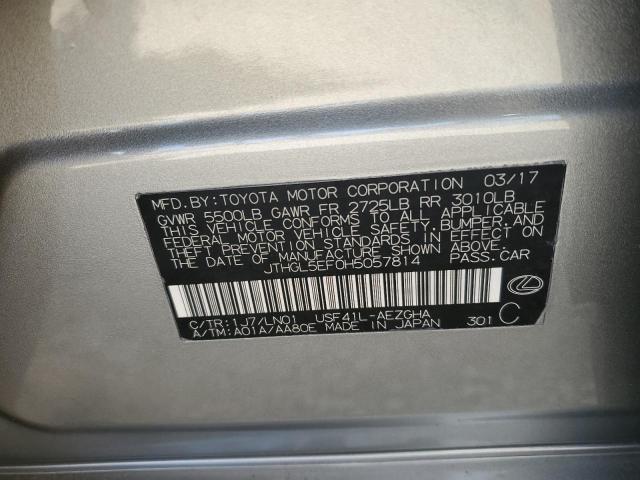 MFD.BY:TOYOTA MOTOR CORPORATION 03/17
GVWR 5500LB GAWR FR 2725LB RR 3010LB
THIS VEHICLE CONFORMS TO ALL APPLICABLE
FEDERAL MOTOR VEHICLE SAFETY, BUMPER, AND
THEFT PREVENTION STANDARDS IN EFFECT ON
THE DATE OF MANUFACTURE SHOWN ABOVE.
JTHGL5EF0H5057814 PASS.CAR
C/TR:1J7/LN01 USF41L-AEZGHA
A/TM:A01A/AA80E MADE IN JAPAN 301 C